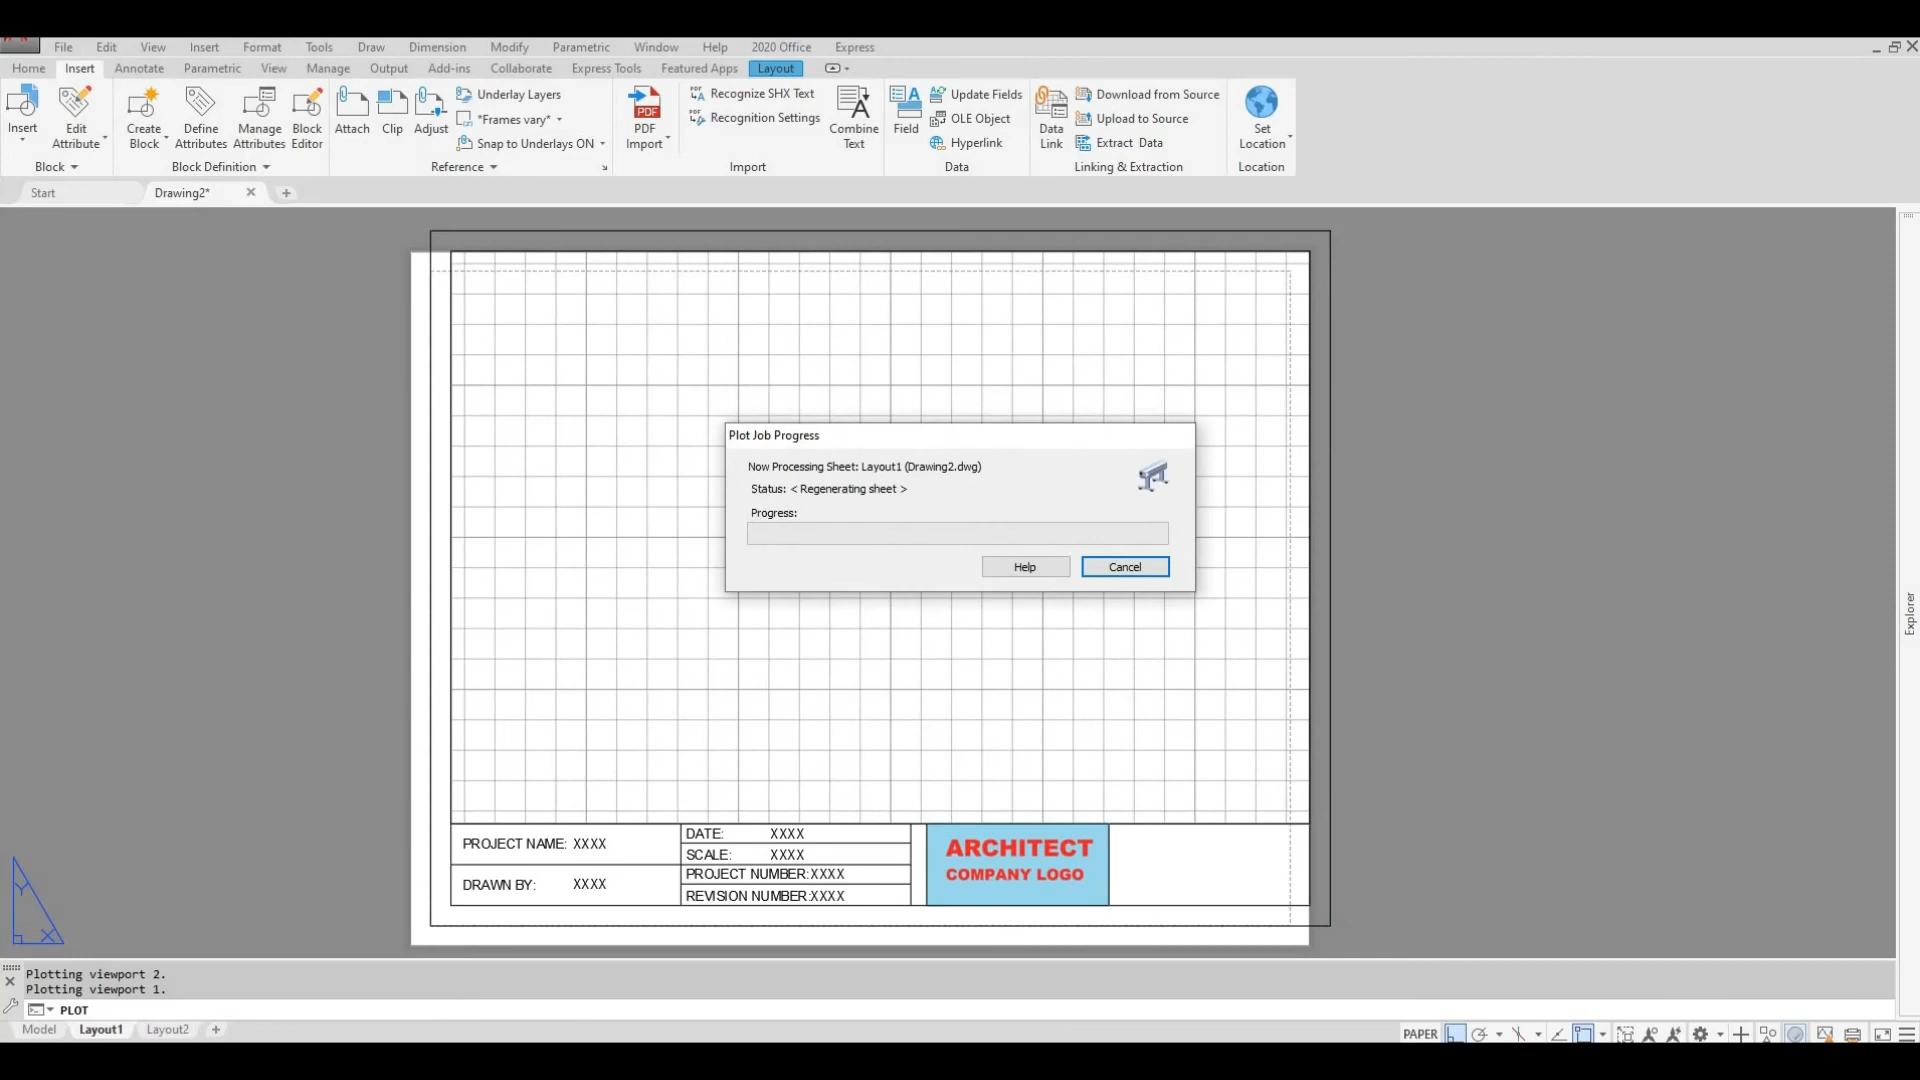 File Edit View Insert Format Tools Draw Dimension Modify Parametric Window Help 2020 Office Express
Home Insert Annotate Parametric View Manage Output Add-ins Collaborate Express Tools Featured Apps Layout
Insert
Edit Attribute
Create Block
Define Attributes
Manage Attributes
Block Editor
Attach
Clip
Adjust
Underlay Layers
*Frames vary*
Snap to Underlays ON
PDF
PDF Import
PDF Recognize SHX Text
PDF Recognition Settings
Combine Text
Field
Update Fields
OLE Object
Hyperlink
Data Link
Download from Source
Upload to Source
Extract Data
Set Location
Block
Block Definition
Reference
Import
Data
Linking & Extraction
Location
Start
Drawing2*
Plot Job Progress
Now Processing Sheet: Layout1 (Drawing2.dwg)
Status: < Regenerating sheet >
Progress:
Help
Cancel
Explorer
PROJECT NAME: XXXX
DRAWN BY: XXXX
DATE: XXXX
SCALE: XXXX
PROJECT NUMBER:XXXX
REVISION NUMBER:XXXX
ARCHITECT
COMPANY LOGO
Y
X
Plotting viewport 2.
Plotting viewport 1.
PLOT
Model Layout1 Layout2
PAPER